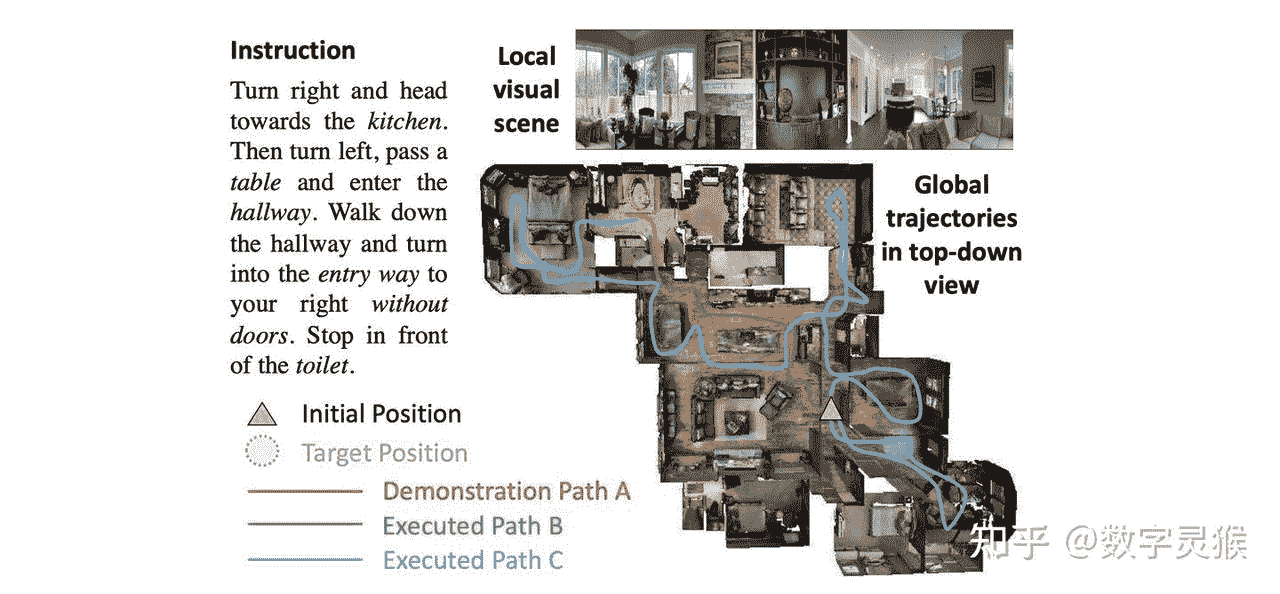 Instruction
Turn right and head
towards the kitchen.
Then turn left, pass a
table and enter the
hallway. Walk down
the hallway and turn
into the entry way to
your right without
doors. Stop in front
of the toilet.
Initial Position
Target Position
Demonstration Path A
Executed Path B
Executed Path C
Local
visual
scene
Global
trajectories
in top-down
view
知乎 @数字灵猴